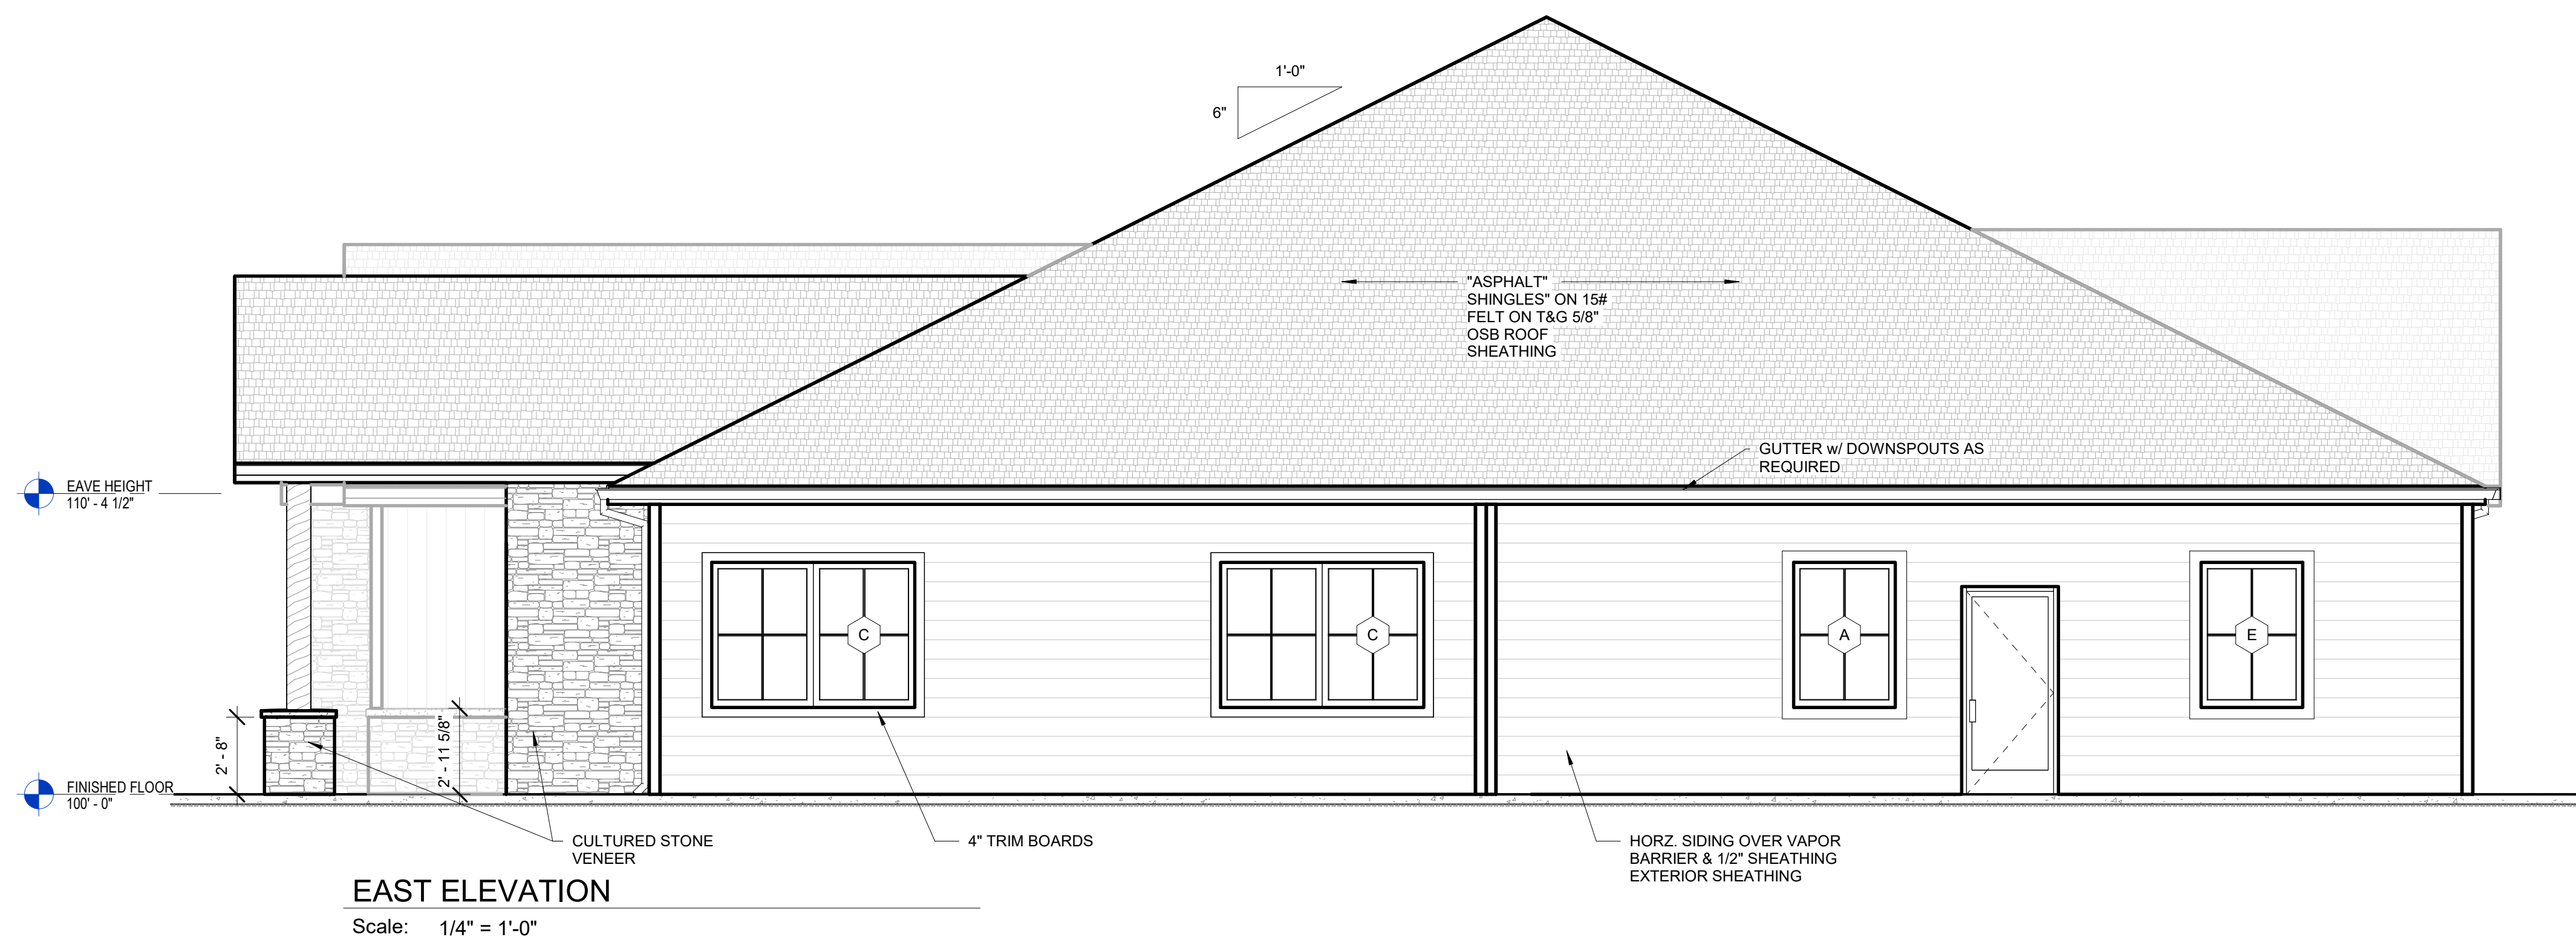 1'-0"
6"
"ASPHALT"
SHINGLES" ON 15#
FELT ON T&G 5/8"
OSB ROOF
SHEATHING
GUTTER w/ DOWNSPOUTS AS
REQUIRED
EAVE HEIGHT
110' - 4 1/2"
C
C
A
E
2' - 8"
2' - 11 5/8"
FINISHED FLOOR
100' - 0"
CULTURED STONE
VENEER
4" TRIM BOARDS
HORZ. SIDING OVER VAPOR
BARRIER & 1/2" SHEATHING
EXTERIOR SHEATHING
EAST ELEVATION
Scale: 1/4" = 1'-0"